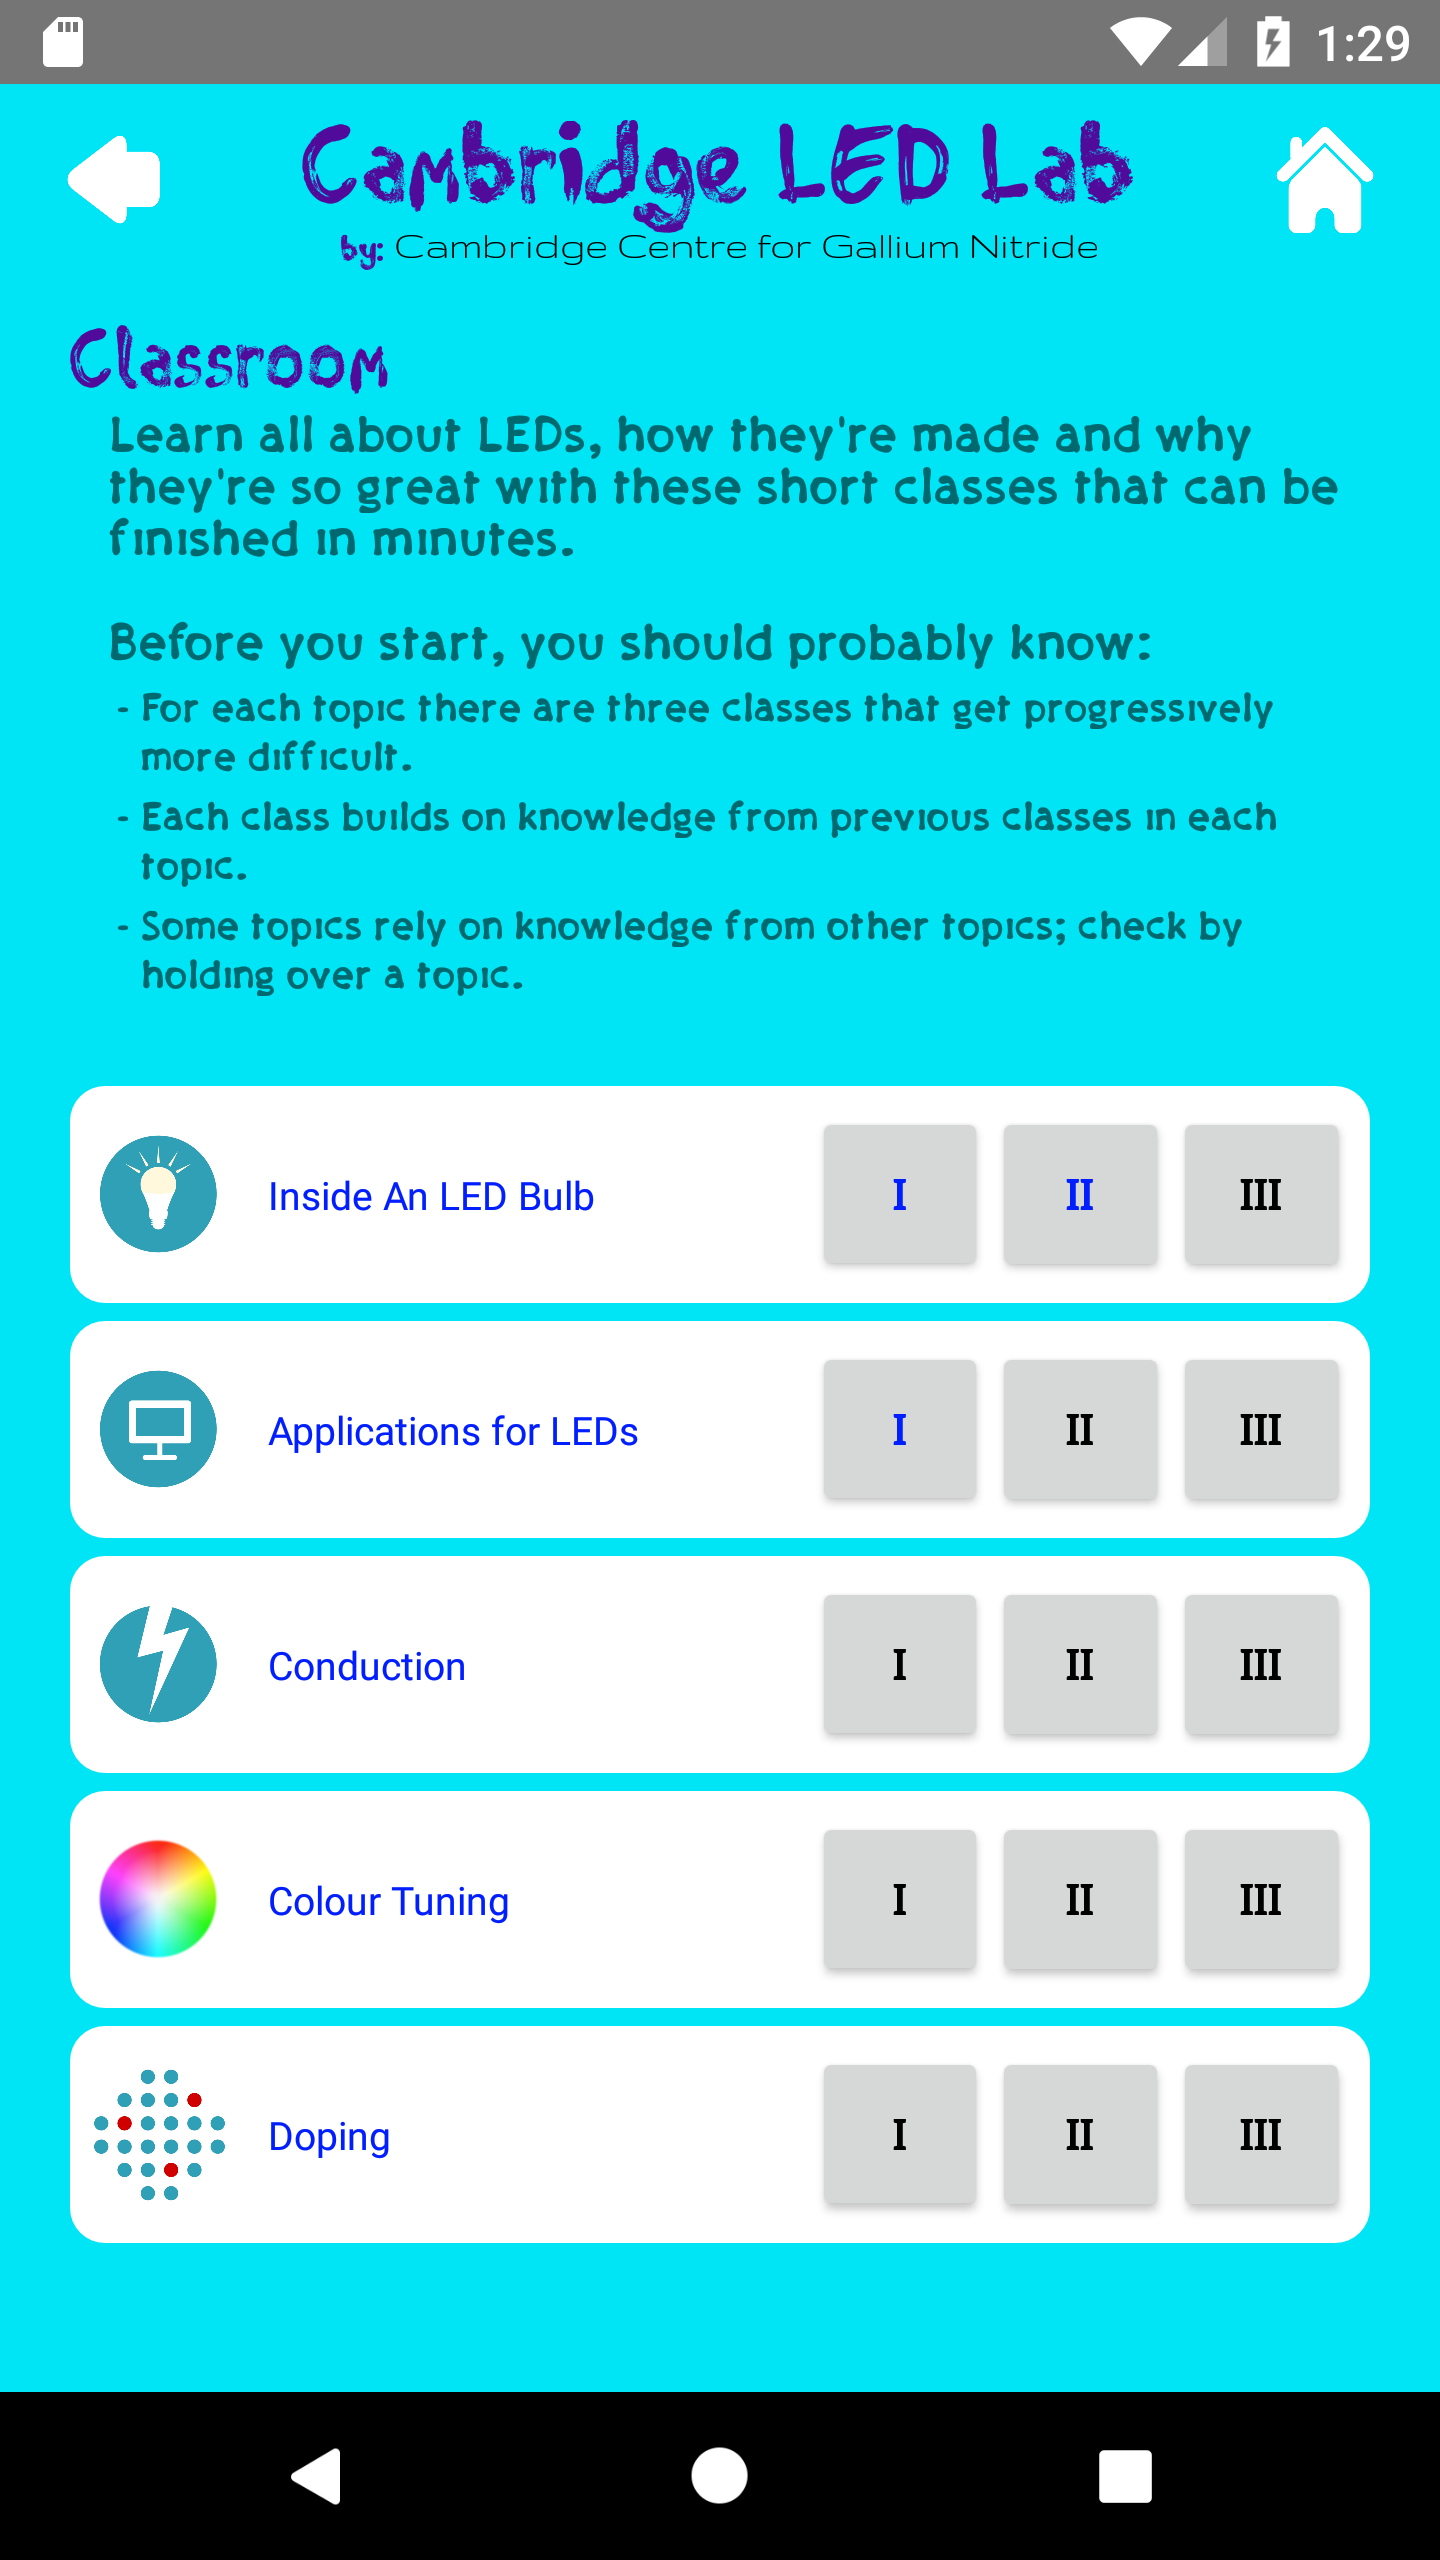 1:29
Cambridge LED Lab
by: Cambridge Centre for Gallium Nitride
Classroom
Learn all about LEDs, how they're made and why
they're so great with these short classes that can be
finished in minutes.
Before you start, you should probably know:
- For each topic there are three classes that get progressively
more difficult.
- Each class builds on knowledge from previous classes in each
topic.
- Some topics rely on knowledge from other topics; check by
holding over a topic.
Inside An LED Bulb I II III
Applications for LEDs I II III
Conduction I II III
Colour Tuning I II III
Doping I II III